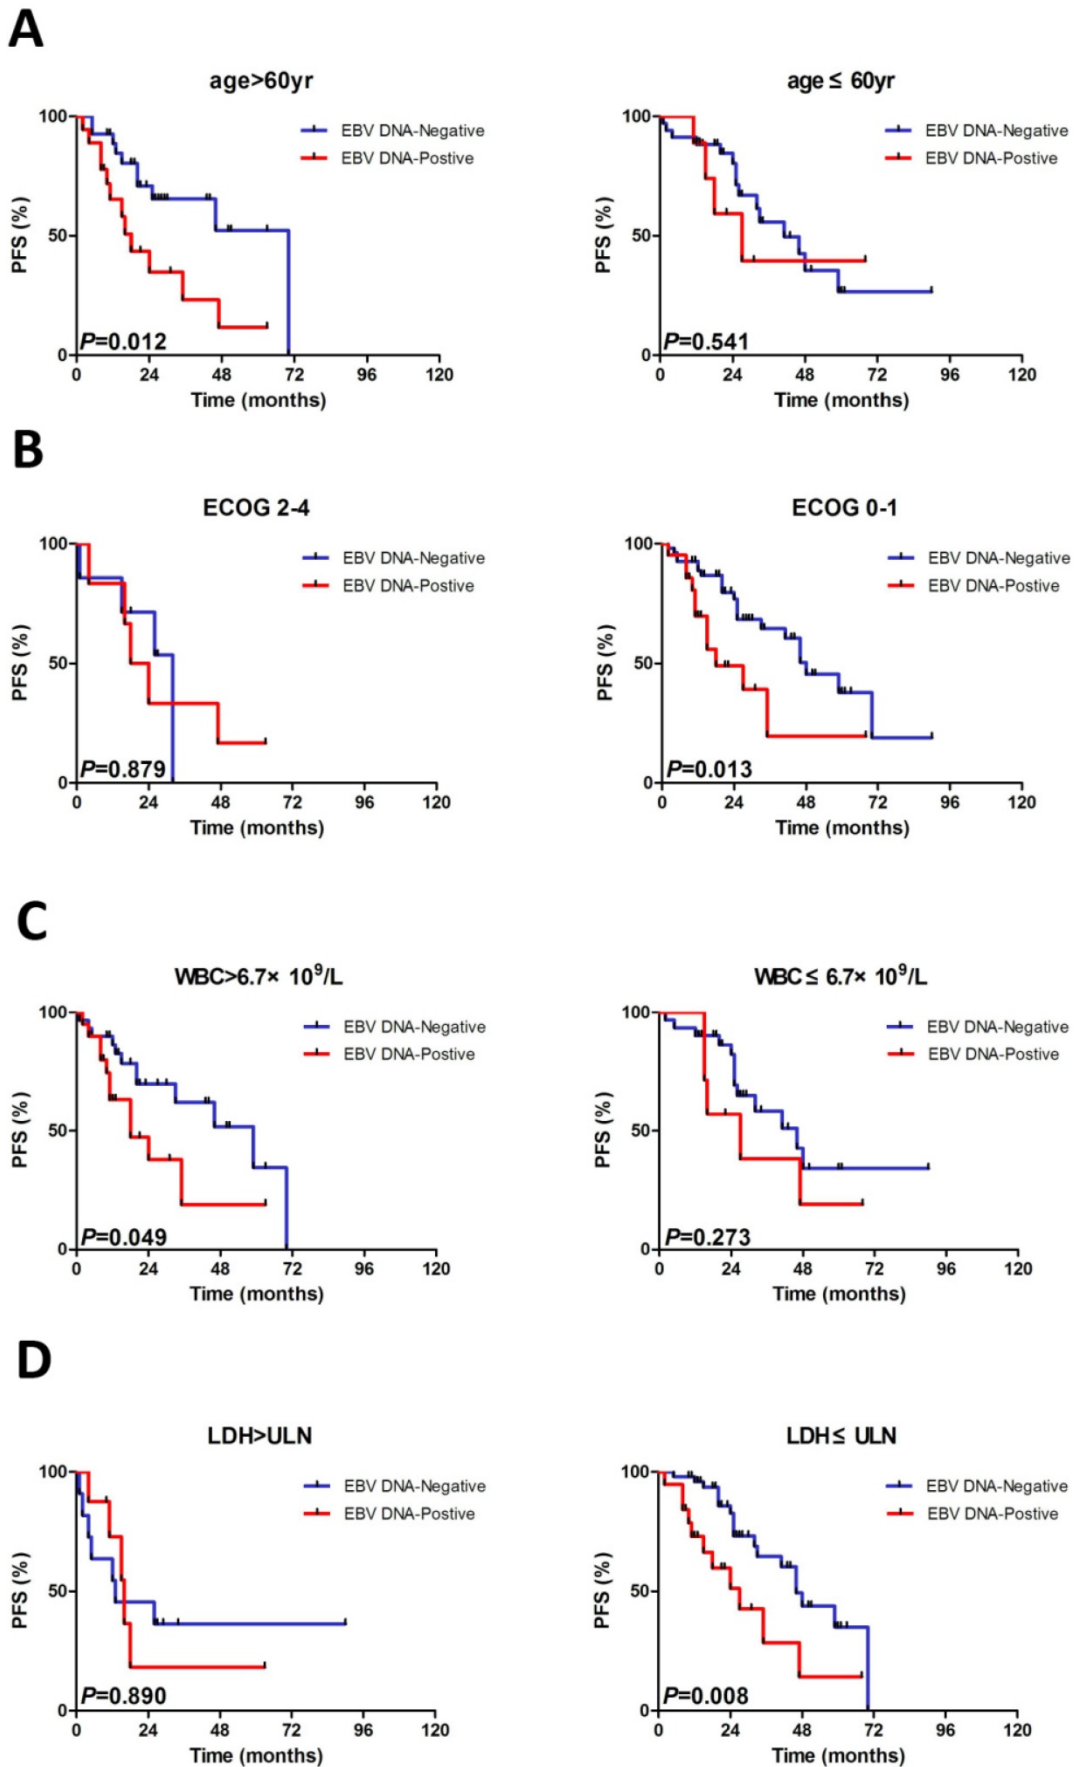 A
age>60yr
100
50
0
PFS (%)
EBV DNA-Negative
EBV DNA-Postive
P=0.012
0 24 48 72 96 120
Time (months)
age ≤ 60yr
100
50
0
PFS (%)
EBV DNA-Negative
EBV DNA-Postive
P=0.541
0 24 48 72 96 120
Time (months)
B
ECOG 2-4
100
50
0
PFS (%)
EBV DNA-Negative
EBV DNA-Postive
P=0.879
0 24 48 72 96 120
Time (months)
ECOG 0-1
100
50
0
PFS (%)
EBV DNA-Negative
EBV DNA-Postive
P=0.013
0 24 48 72 96 120
Time (months)
C
WBC>6.7× 10⁹/L
100
50
0
PFS (%)
EBV DNA-Negative
EBV DNA-Postive
P=0.049
0 24 48 72 96 120
Time (months)
WBC ≤ 6.7× 10⁹/L
100
50
0
PFS (%)
EBV DNA-Negative
EBV DNA-Postive
P=0.273
0 24 48 72 96 120
Time (months)
D
LDH>ULN
100
50
0
PFS (%)
EBV DNA-Negative
EBV DNA-Postive
P=0.890
0 24 48 72 96 120
Time (months)
LDH ≤ ULN
100
50
0
PFS (%)
EBV DNA-Negative
EBV DNA-Postive
P=0.008
0 24 48 72 96 120
Time (months)